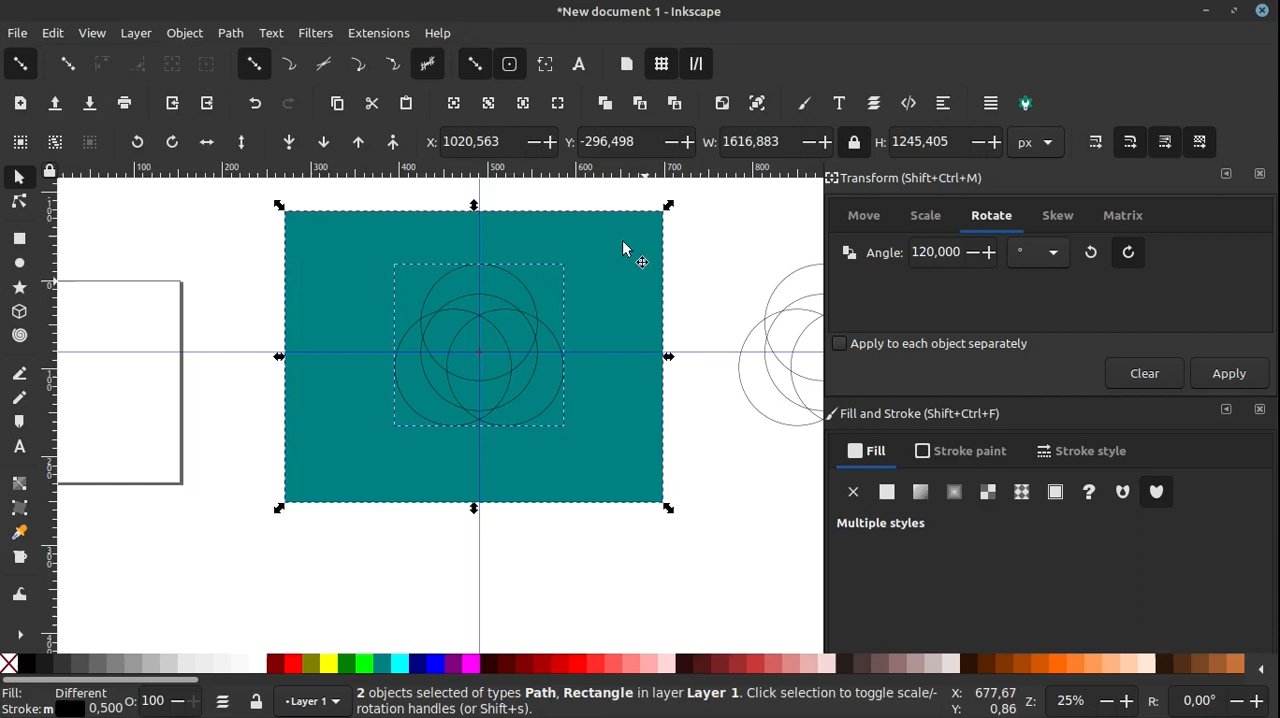 *New document 1 - Inkscape
File Edit View Layer Object Path Text Filters Extensions Help
X: 1020,563 Y: -296,498 W: 1616,883 H: 1245,405 px
100 200 300 400 500 600 700 800
Transform (Shift+Ctrl+M)
Move Scale Rotate Skew Matrix
Angle: 120,000 °
Apply to each object separately
Clear Apply
Fill and Stroke (Shift+Ctrl+F)
Fill Stroke paint Stroke style
Multiple styles
Fill: Different O: 100 •Layer 1 2 objects selected of types Path, Rectangle in layer Layer 1. Click selection to toggle scale/- X: 677,67 Z: 25% R: 0,00°
Stroke: m 0,500 rotation handles (or Shift+s). Y: 0,86